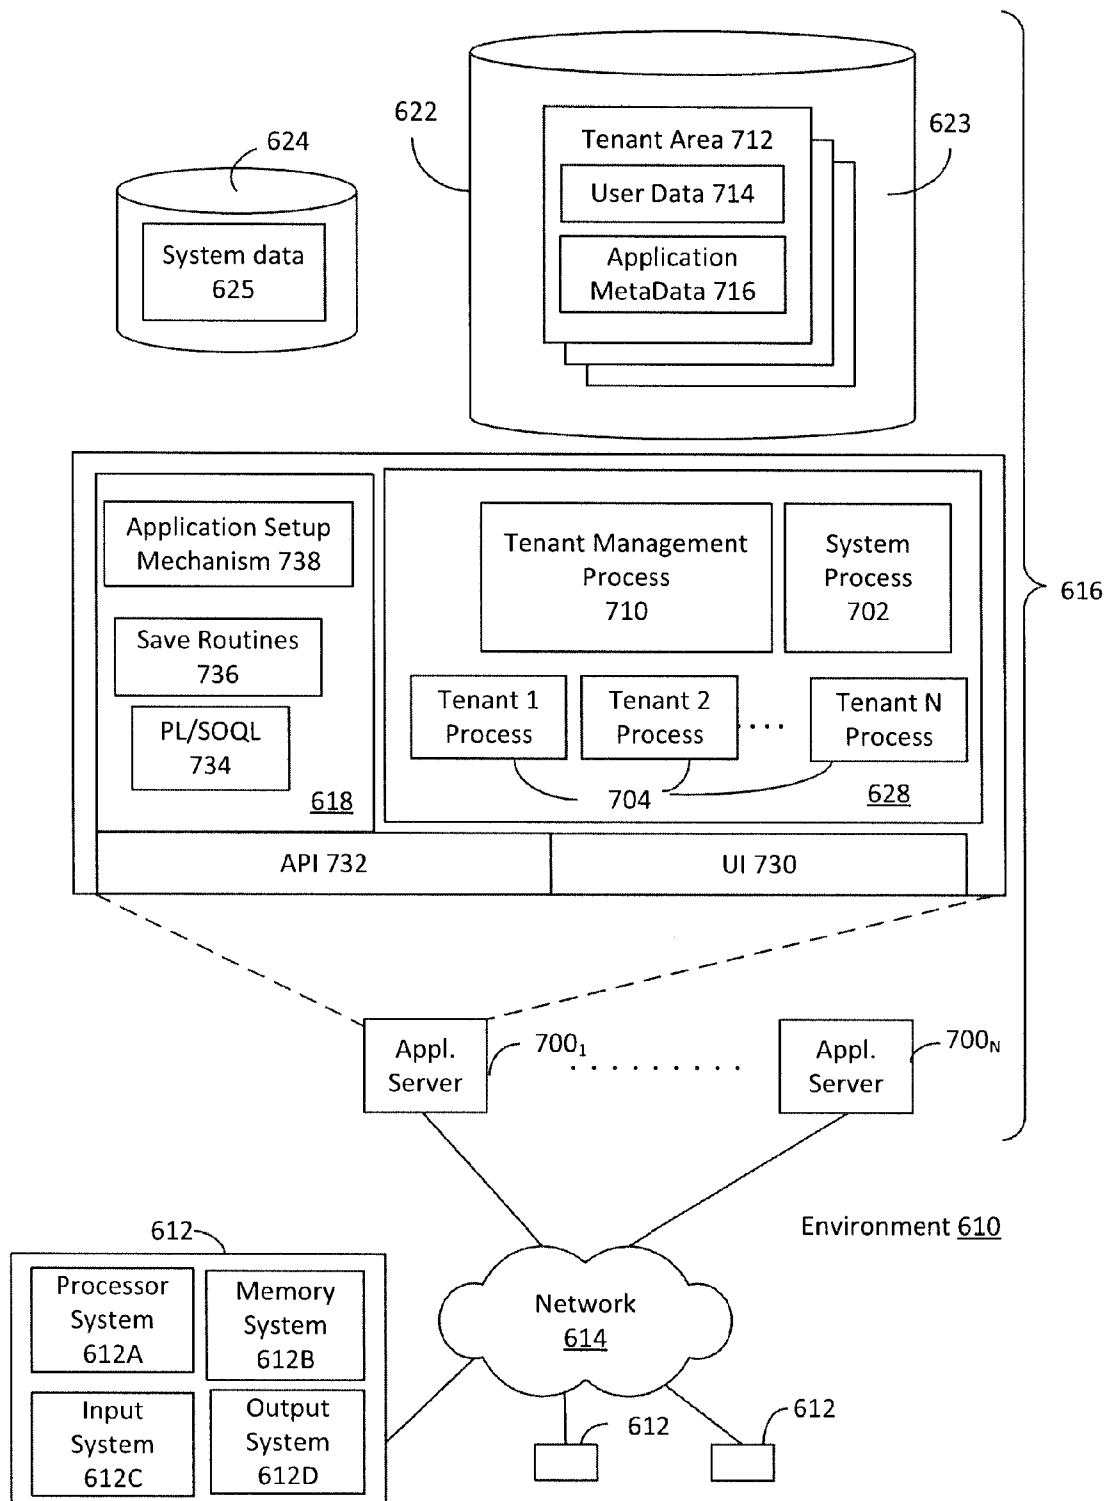 624
System data
625
622
623
Tenant Area 712
User Data 714
Application
MetaData 716
616
Application Setup
Mechanism 738
Save Routines
736
PL/SOQL
734
618
Tenant Management
Process
710
System
Process
702
Tenant 1
Process
Tenant 2
Process
. . . .
Tenant N
Process
704
628
API 732
UI 730
Appl.
Server
700₁
. . . . . . . . .
Appl.
Server
700N
Environment 610
612
Processor
System
612A
Memory
System
612B
Input
System
612C
Output
System
612D
Network
614
612
612